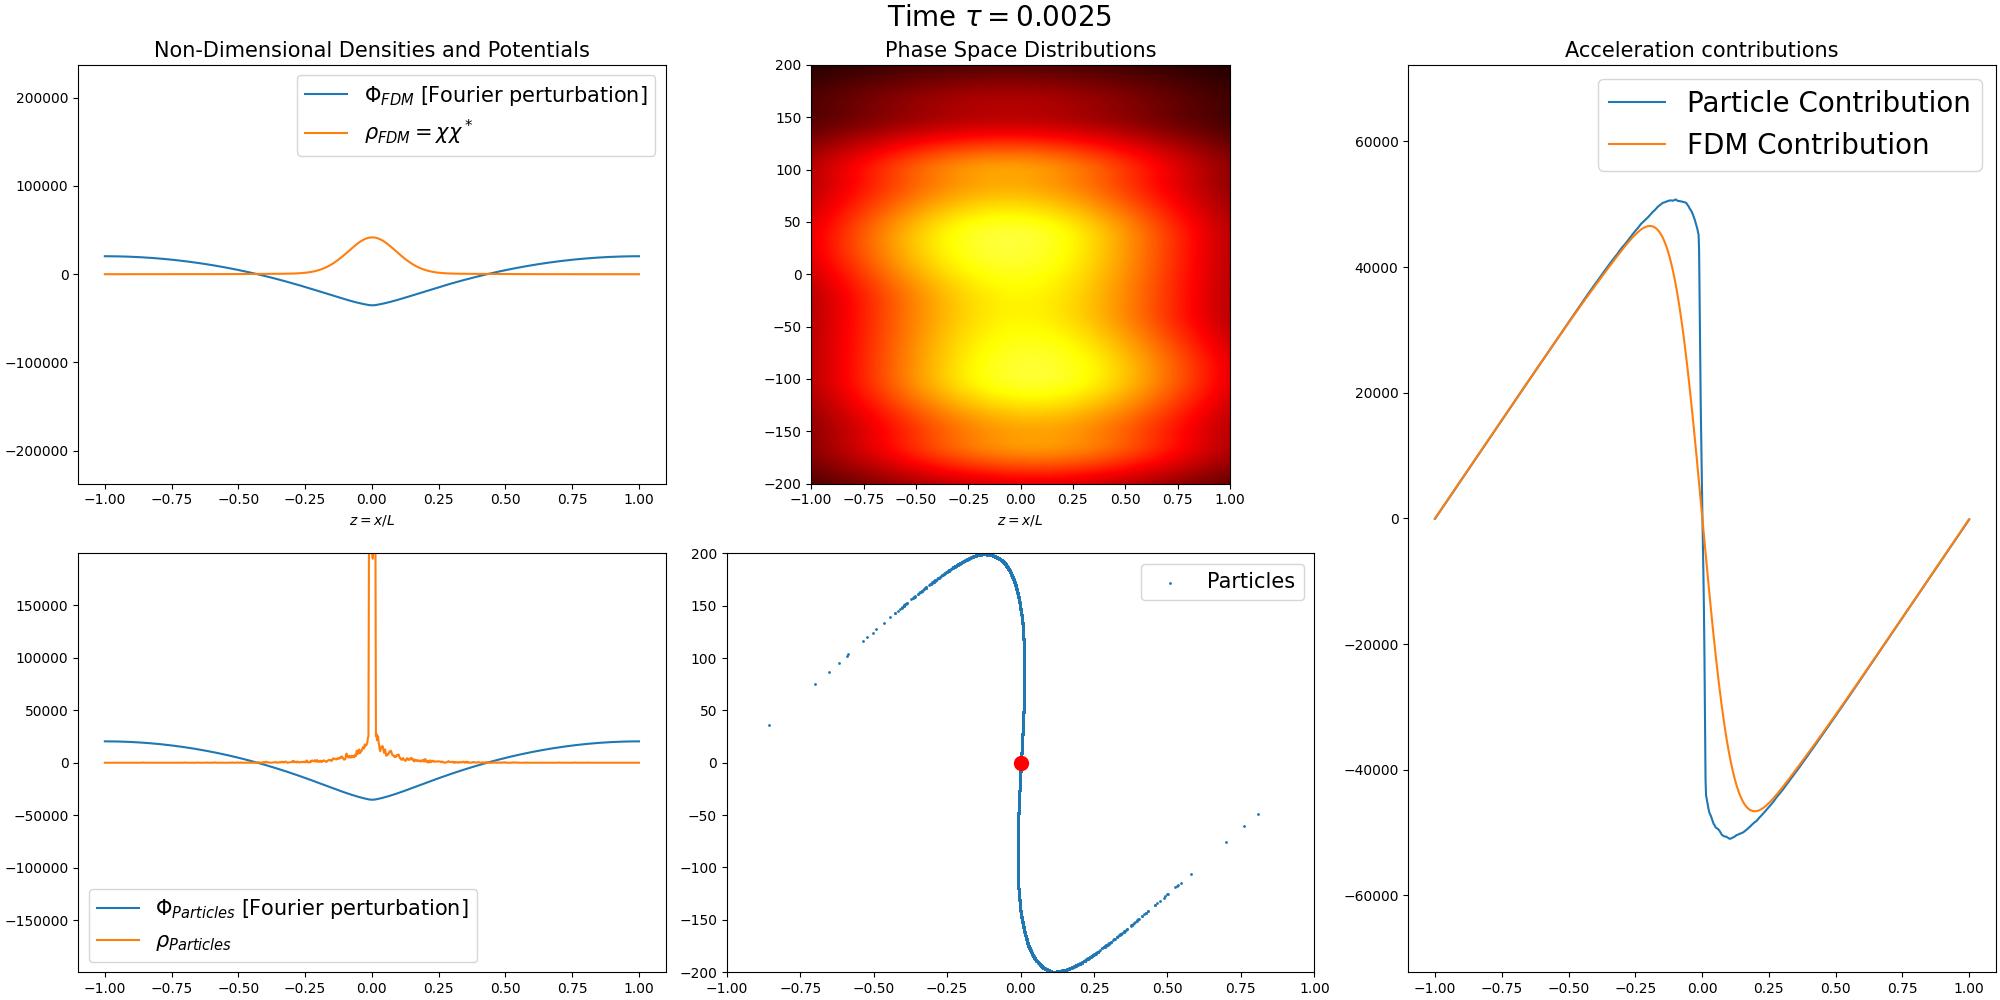 Time τ = 0.0025
Non-Dimensional Densities and Potentials
Φ_FDM [Fourier perturbation]
ρ_FDM = χχ*
200000
100000
0
−100000
−200000
−1.00 −0.75 −0.50 −0.25 0.00 0.25 0.50 0.75 1.00
z = x/L
Phase Space Distributions
200
150
100
50
0
−50
−100
−150
−200
−1.00 −0.75 −0.50 −0.25 0.00 0.25 0.50 0.75 1.00
z = x/L
Acceleration contributions
Particle Contribution
FDM Contribution
60000
40000
20000
0
−20000
−40000
−60000
−1.00 −0.75 −0.50 −0.25 0.00 0.25 0.50 0.75 1.00
150000
100000
50000
0
−50000
−100000
−150000
Φ_Particles [Fourier perturbation]
ρ_Particles
−1.00 −0.75 −0.50 −0.25 0.00 0.25 0.50 0.75 1.00
Particles
200
150
100
50
0
−50
−100
−150
−200
−1.00 −0.75 −0.50 −0.25 0.00 0.25 0.50 0.75 1.00